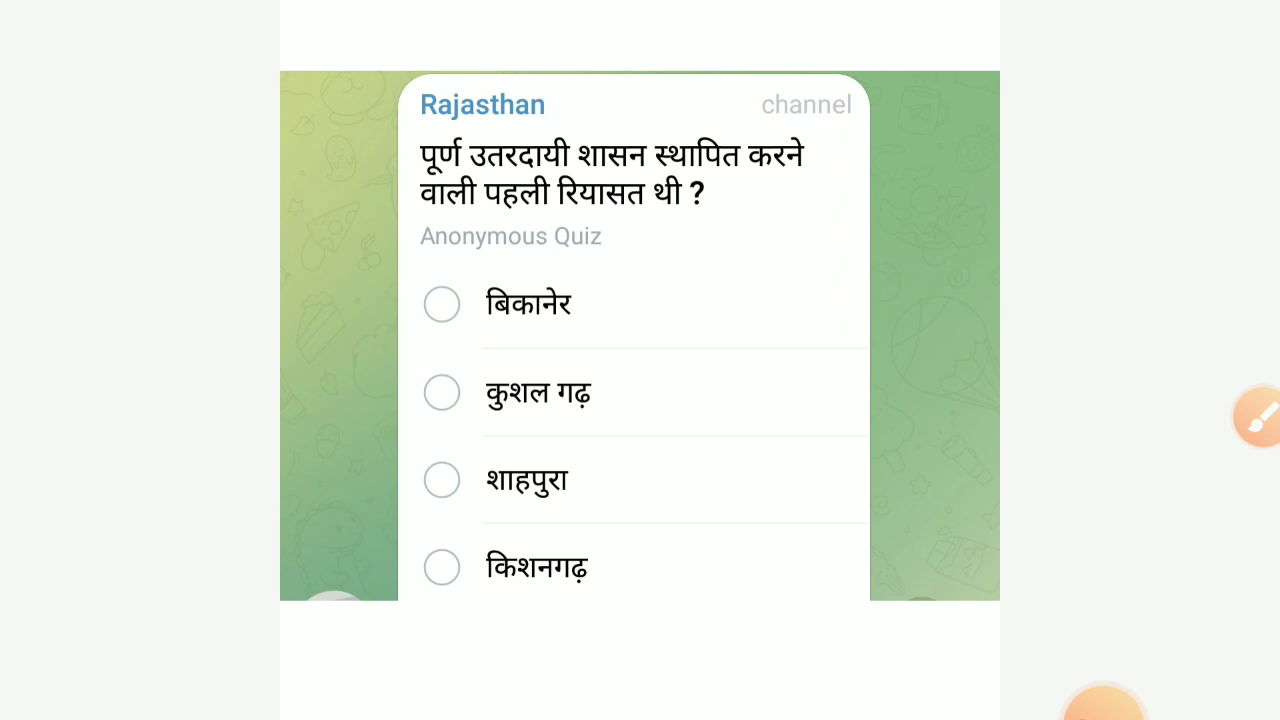 Rajasthan channel
पूर्ण उतरदायी शासन स्थापित करने
वाली पहली रियासत थी ?
Anonymous Quiz
बिकानेर
कुशल गढ़
शाहपुरा
किशनगढ़